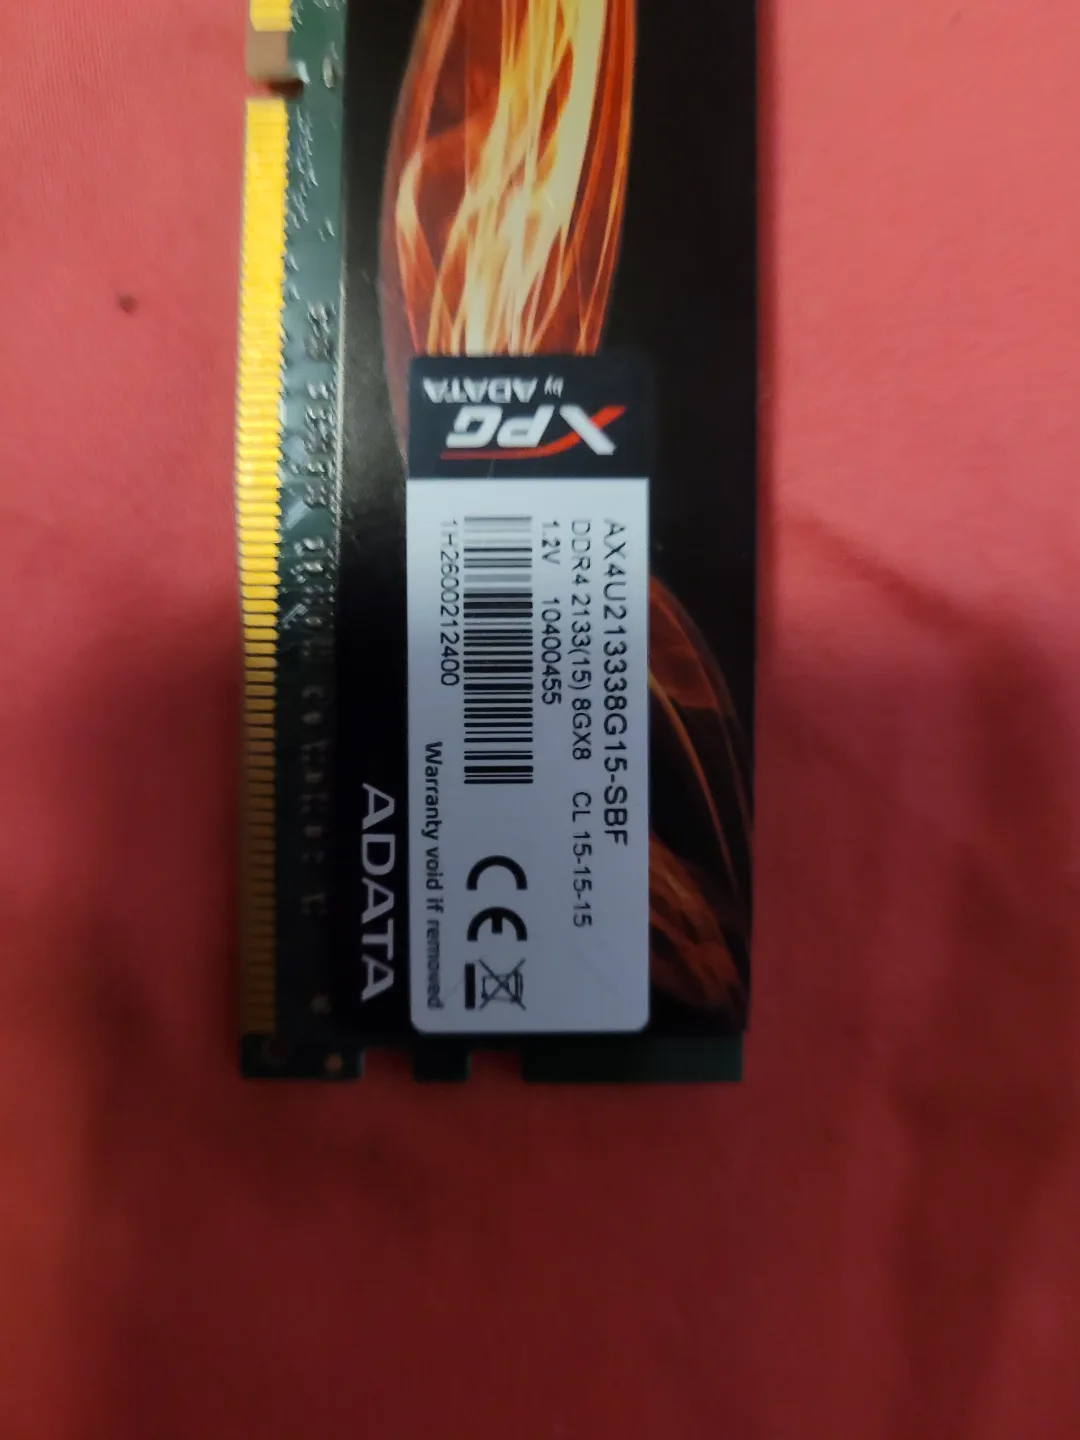 XPG
by ADATA
AX4U213338G15-SBF
DDR4 2133(15) 8GX8 CL 15-15-15
1.2V 10400455
1H2600212400
Warranty void if removed
CE
ADATA